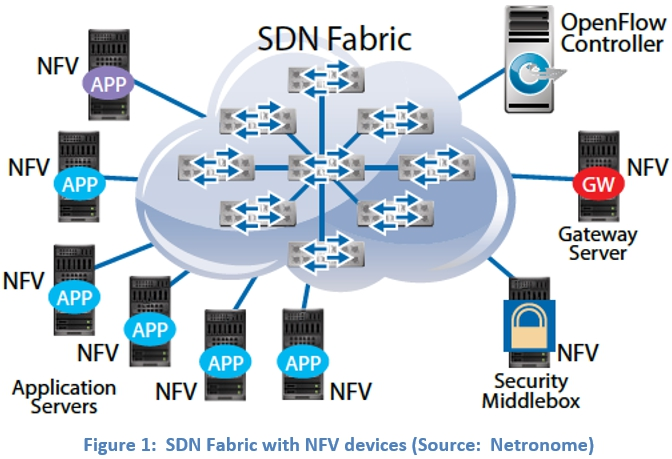 SDN Fabric
OpenFlow
Controller
NFV
APP
NFV
APP
NFV
APP
NFV
APP
NFV
APP
NFV
APP
Application
Servers
NFV
GW
Gateway
Server
NFV
Security
Middlebox
Figure 1:  SDN Fabric with NFV devices (Source:  Netronome)